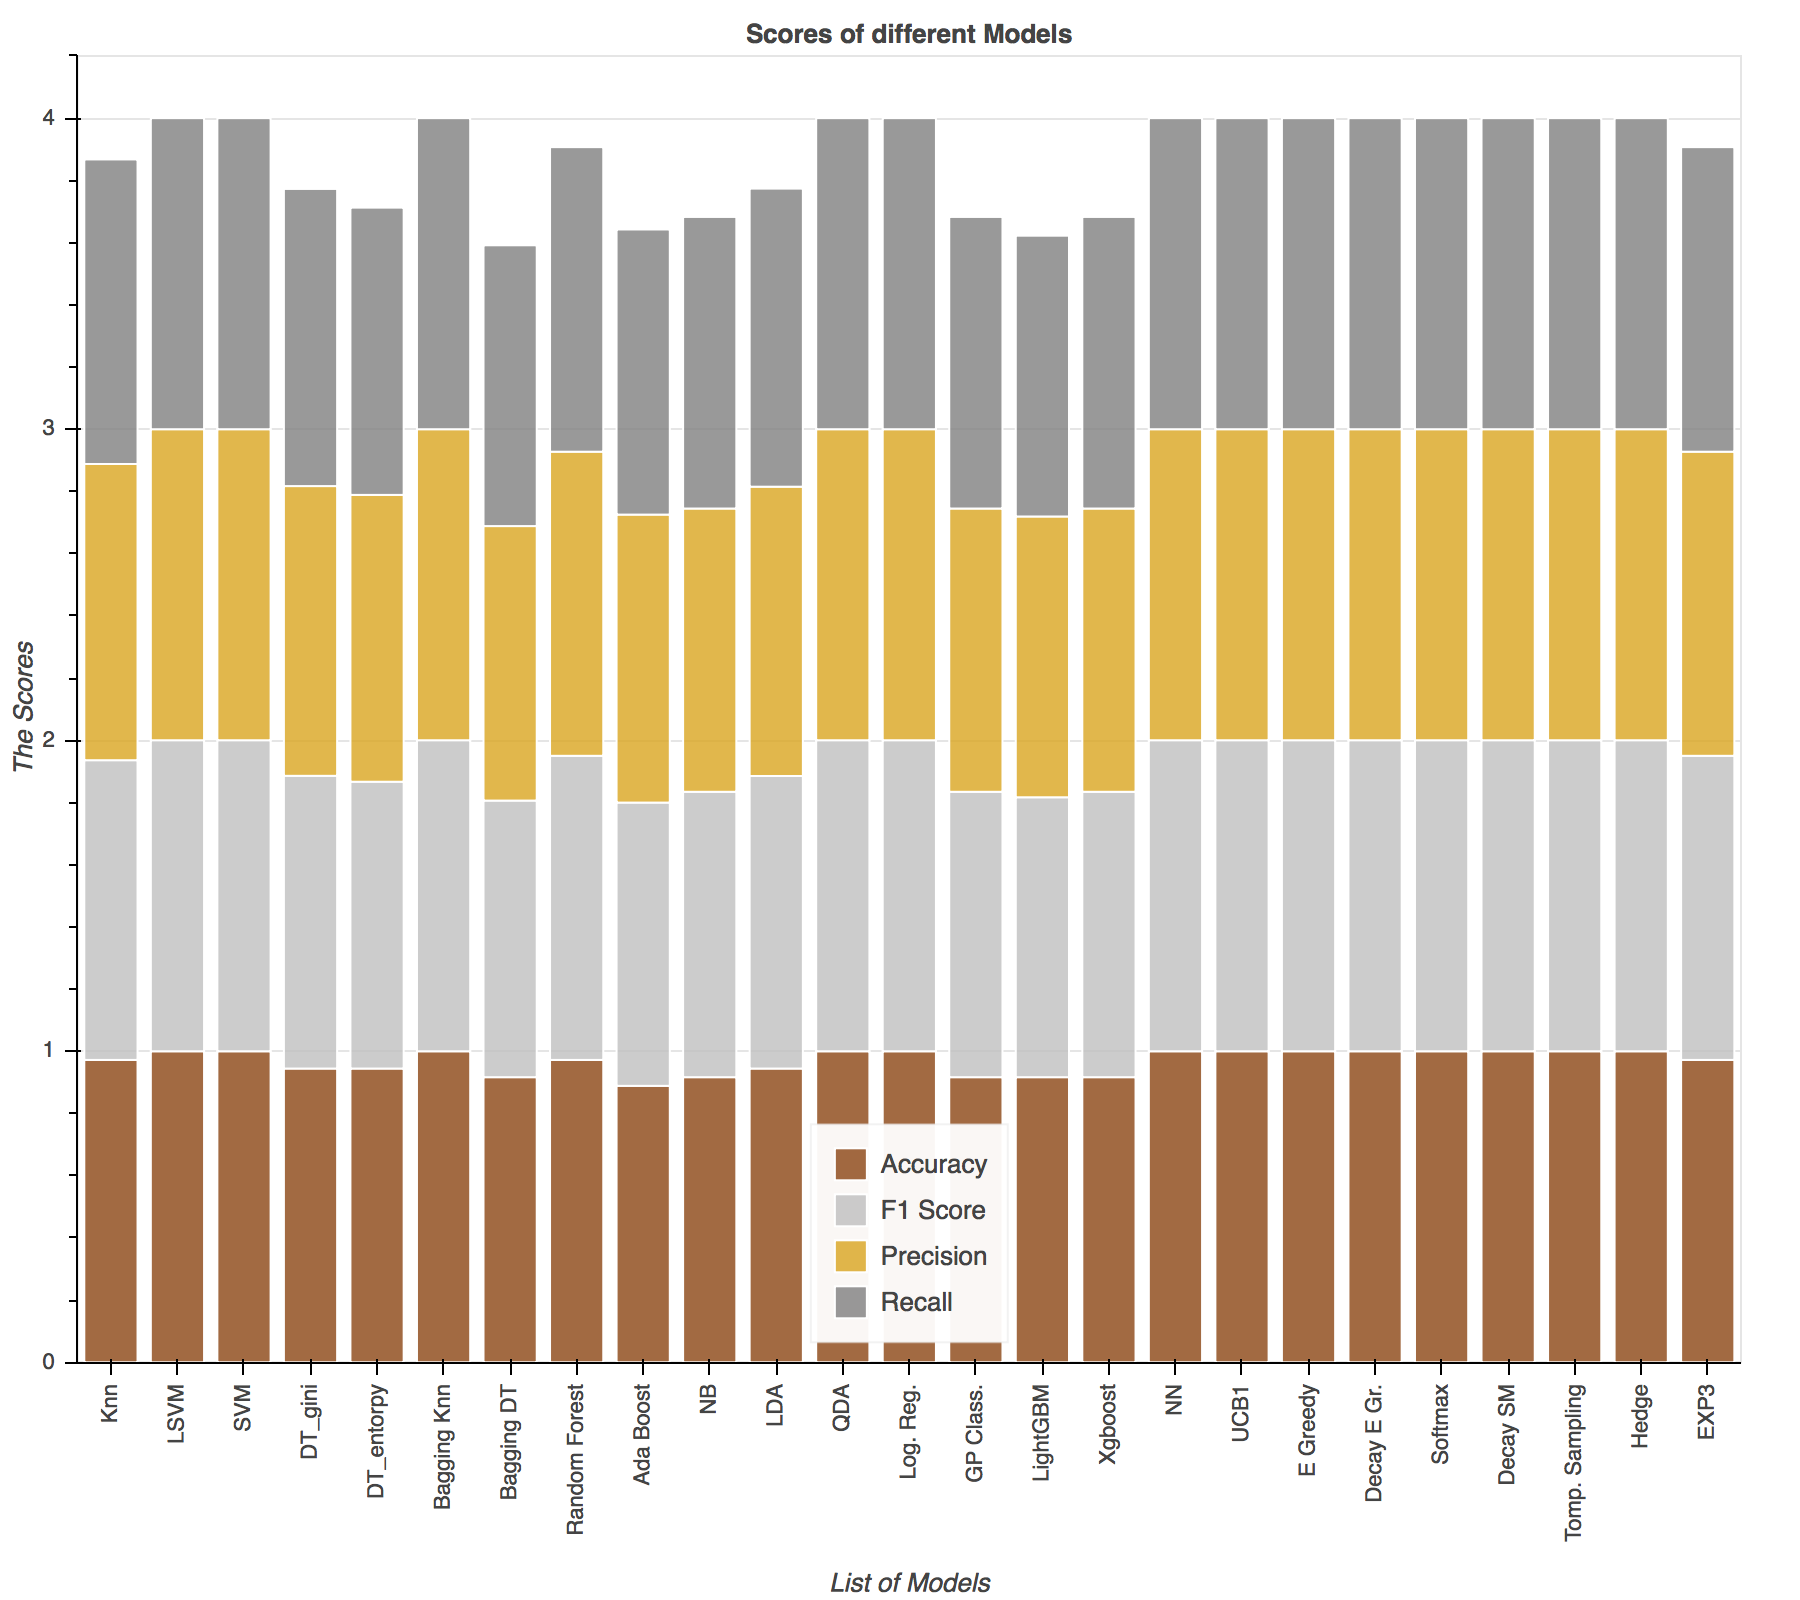 Scores of different Models
The Scores
4
3
2
1
0
Accuracy
F1 Score
Precision
Recall
Knn
LSVM
SVM
DT_gini
DT_entorpy
Bagging Knn
Bagging DT
Random Forest
Ada Boost
NB
LDA
QDA
Log. Reg.
GP Class.
LightGBM
Xgboost
NN
UCB1
E Greedy
Decay E Gr.
Softmax
Decay SM
Tomp. Sampling
Hedge
EXP3
List of Models